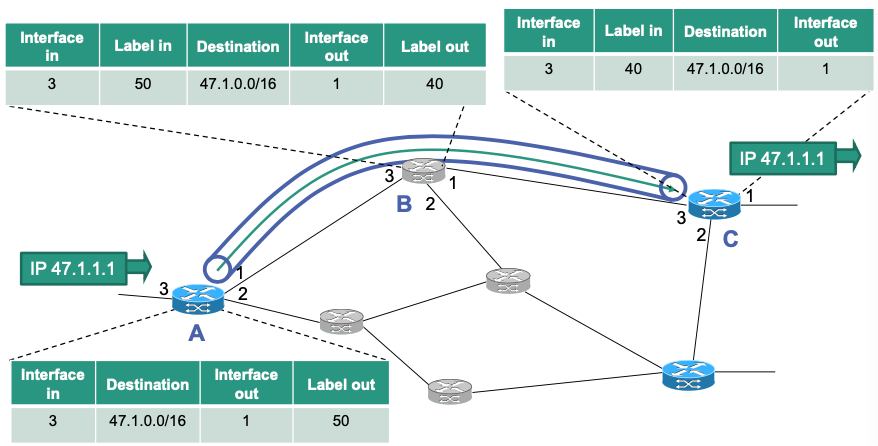 Interface in Label in Destination Interface out Label out
3 50 47.1.0.0/16 1 40
Interface in Label in Destination Interface out
3 40 47.1.0.0/16 1
IP 47.1.1.1
3
1
B
2
1
3
2
C
IP 47.1.1.1
3
1
2
A
Interface in Destination Interface out Label out
3 47.1.0.0/16 1 50